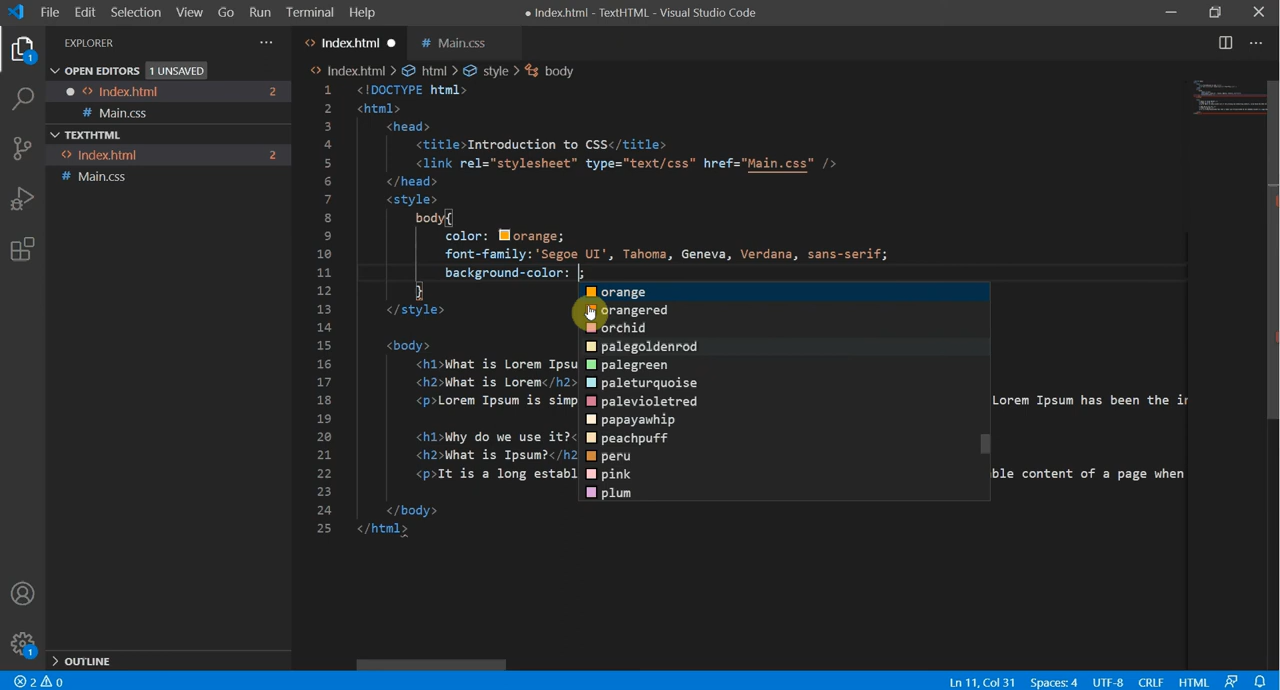 File Edit Selection View Go Run Terminal Help
● Index.html - TextHTML - Visual Studio Code
EXPLORER
OPEN EDITORS 1 UNSAVED
Index.html 2
# Main.css
TEXTHTML
Index.html 2
# Main.css
OUTLINE
Index.html ● # Main.css
Index.html > html > style > body
1 <!DOCTYPE html>
2 <html>
3 <head>
4 <title>Introduction to CSS</title>
5 <link rel="stylesheet" type="text/css" href="Main.css" />
6 </head>
7 <style>
8 body{
9 color: orange;
10 font-family:'Segoe UI', Tahoma, Geneva, Verdana, sans-serif;
11 background-color: ;
12 }
13 </style>
14
15 <body>
16 <h1>What is Lorem Ipsu
17 <h2>What is Lorem</h2>
18 <p>Lorem Ipsum is simp Lorem Ipsum has been the in
19
20 <h1>Why do we use it?<
21 <h2>What is Ipsum?</h2
22 <p>It is a long establ ble content of a page when
23
24 </body>
25 </html>
orange
orangered
orchid
palegoldenrod
palegreen
paleturquoise
palevioletred
papayawhip
peachpuff
peru
pink
plum
1
1
2 0 Ln 11, Col 31 Spaces: 4 UTF-8 CRLF HTML